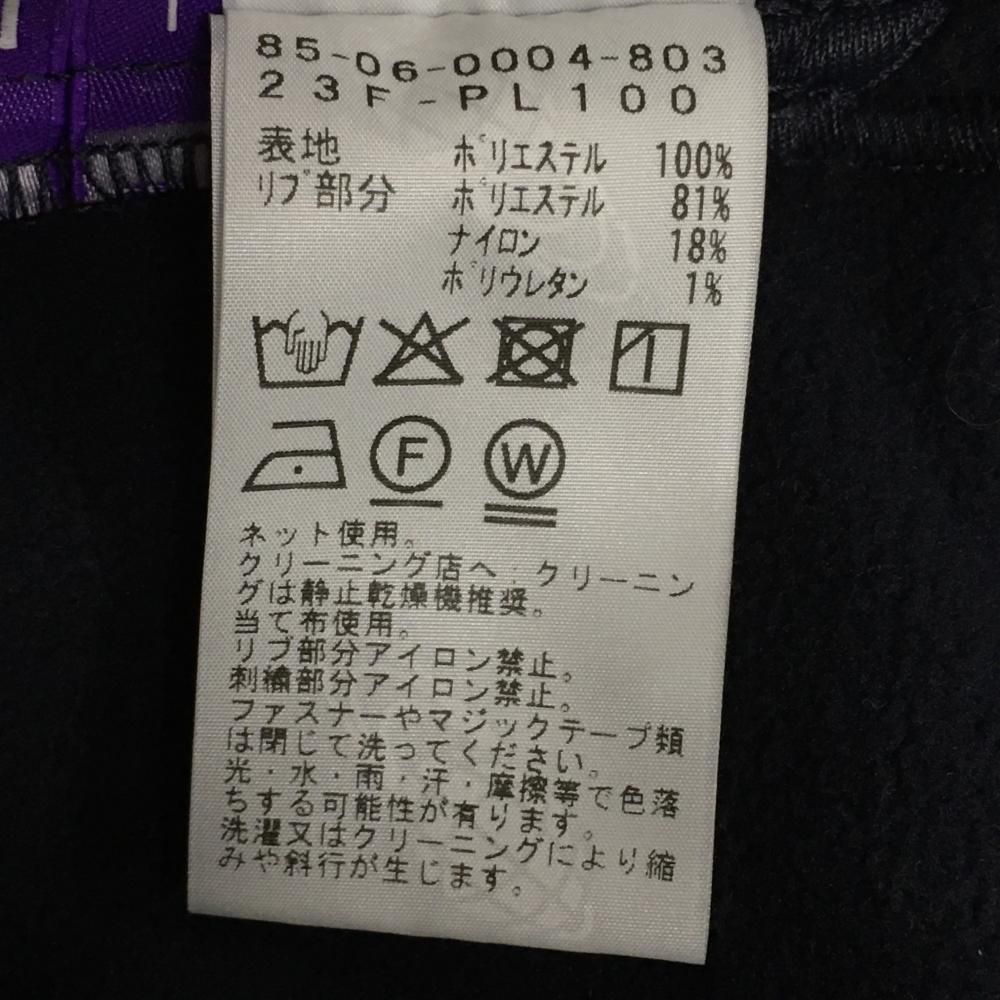 85-06-0004-803
23F-PL100
表地 ポリエステル 100%
リブ部分 ポリエステル 81%
ナイロン 18%
ポリウレタン 1%
F W
ネット使用。
クリーニング店へ:クリーニン
グは静止乾燥機推奨。
当て布使用。
リブ部分アイロン禁止。
刺繍部分アイロン禁止。
ファスナーやマジックテープ類
は閉じて洗ってください。
光・水・雨・汗・摩擦等で色落
ちする可能性が有ります。
洗濯又はクリーニングにより縮
みや斜行が生じます。